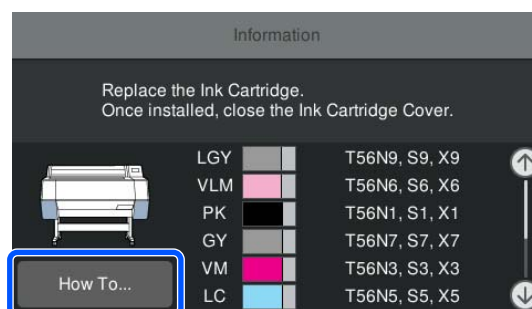 Information
Replace the Ink Cartridge.
Once installed, close the Ink Cartridge Cover.
LGY T56N9, S9, X9
VLM T56N6, S6, X6
PK T56N1, S1, X1
GY T56N7, S7, X7
VM T56N3, S3, X3
LC T56N5, S5, X5
How To...